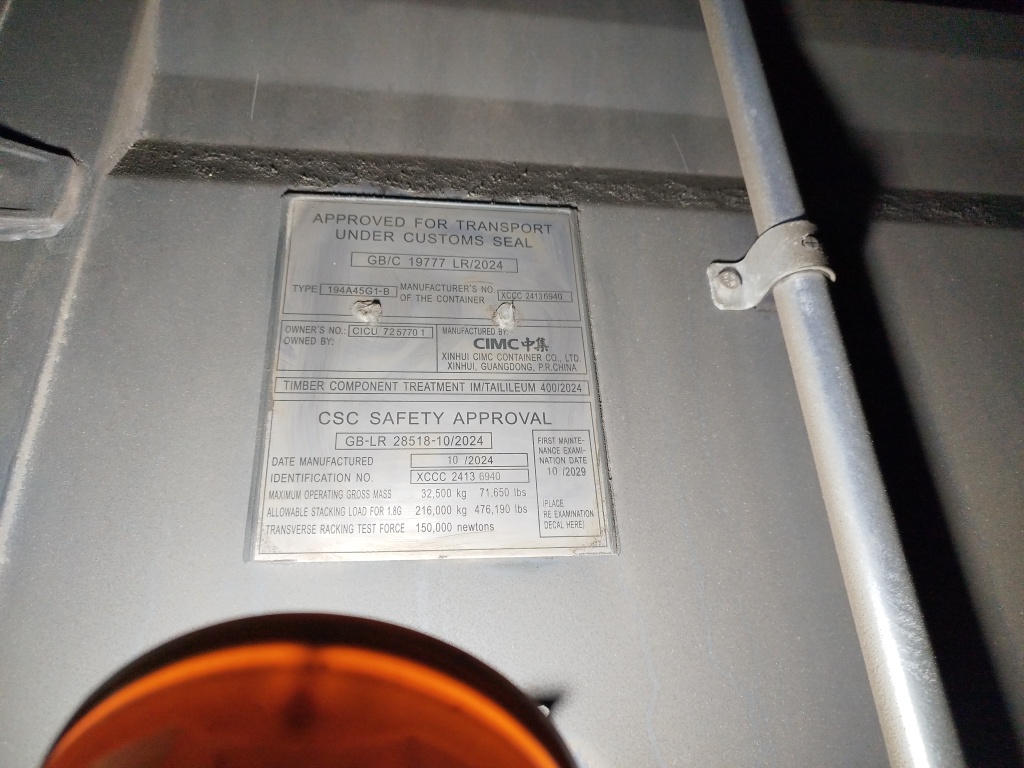 APPROVED FOR TRANSPORT
UNDER CUSTOMS SEAL
GB/C 19777 LR/2024
TYPE 194A45G1-B MANUFACTURER'S NO.
OF THE CONTAINER XCCC 2413 6940
OWNER'S NO.: CICU 725770 1
OWNED BY:
MANUFACTURED BY:
CIMC中集
XINHUI CIMC CONTAINER CO., LTD
XINHUI, GUANGDONG, P.R.CHINA
TIMBER COMPONENT TREATMENT IM/TAILILEUM 400/2024
CSC SAFETY APPROVAL
GB-LR 28518-10/2024
DATE MANUFACTURED 10 /2024
IDENTIFICATION NO. XCCC 2413 6940
MAXIMUM OPERATING GROSS MASS 32,500 kg 71,650 lbs
ALLOWABLE STACKING LOAD FOR 1.8G 216,000 kg 476,190 lbs
TRANSVERSE RACKING TEST FORCE 150,000 newtons
FIRST MAINTE-
NANCE EXAMI-
NATION DATE
10 /2029
(PLACE
RE EXAMINATION
DECAL HERE)